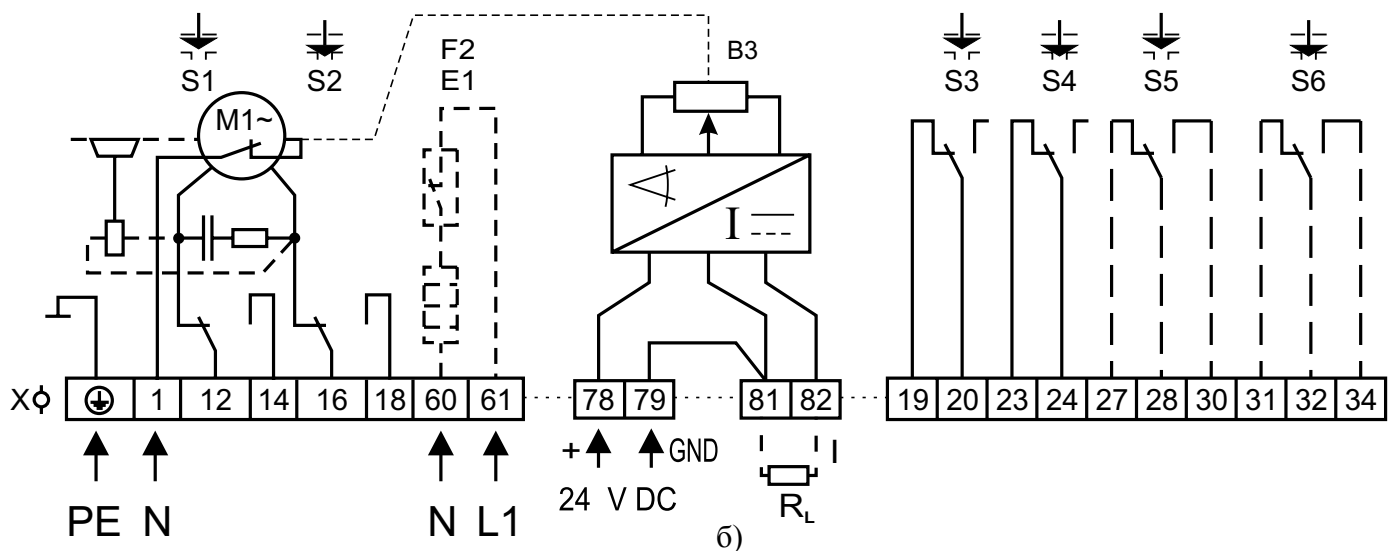 S1 S2 F2 B3 S3 S4 S5 S6
E1
M1~
I
X 1 12 14 16 18 60 61 78 79 81 82 19 20 23 24 27 28 30 31 32 34
+ GND I
PE N N L1 24 V DC RL
б)